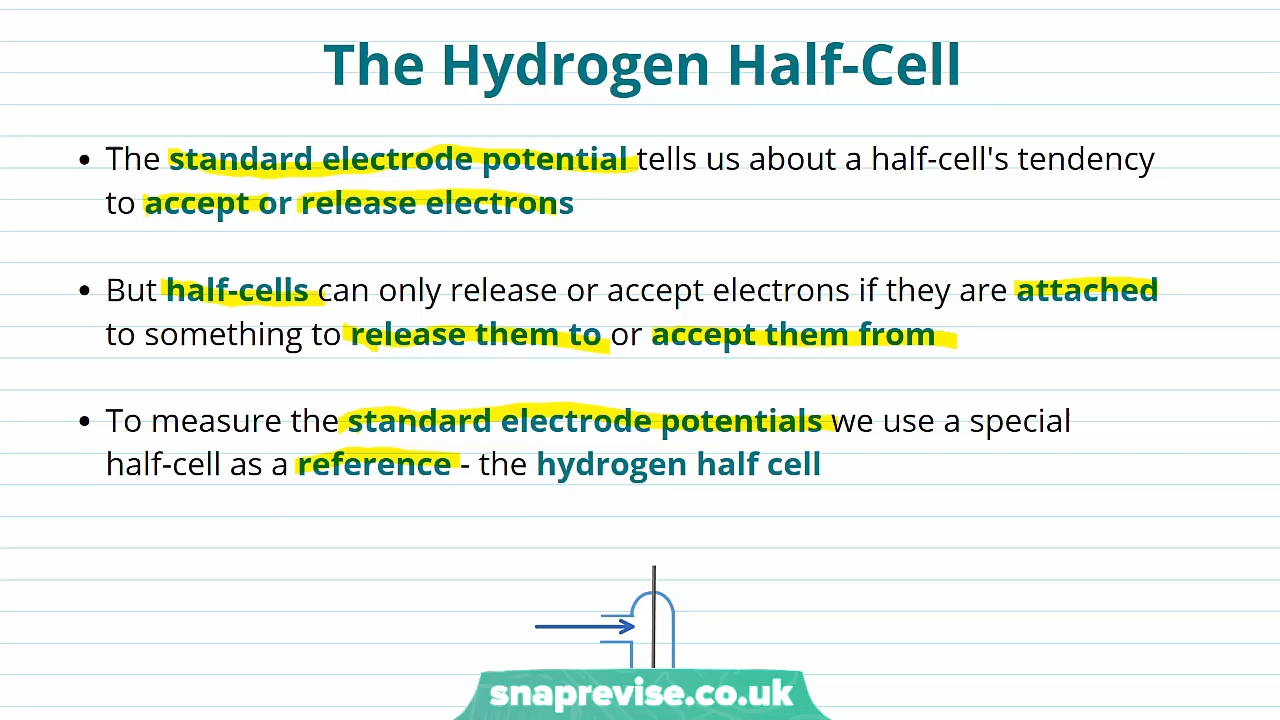 The Hydrogen Half-Cell
• The standard electrode potential tells us about a half-cell's tendency
to accept or release electrons
• But half-cells can only release or accept electrons if they are attached
to something to release them to or accept them from
• To measure the standard electrode potentials we use a special
half-cell as a reference - the hydrogen half cell
snaprevise.co.uk